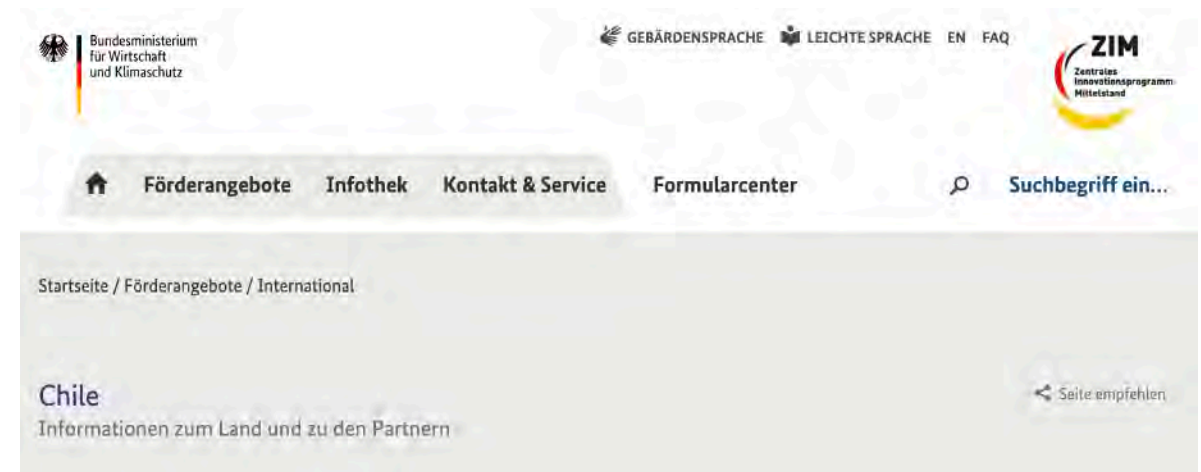 Bundesministerium
für Wirtschaft
und Klimaschutz
GEBÄRDENSPRACHE LEICHTE SPRACHE EN FAQ
ZIM
Zentrales
Innovationsprogramm
Mittelstand
Förderangebote Infothek Kontakt & Service Formularcenter Suchbegriff ein...
Startseite / Förderangebote / International
Chile
Seite empfehlen
Informationen zum Land und zu den Partnern